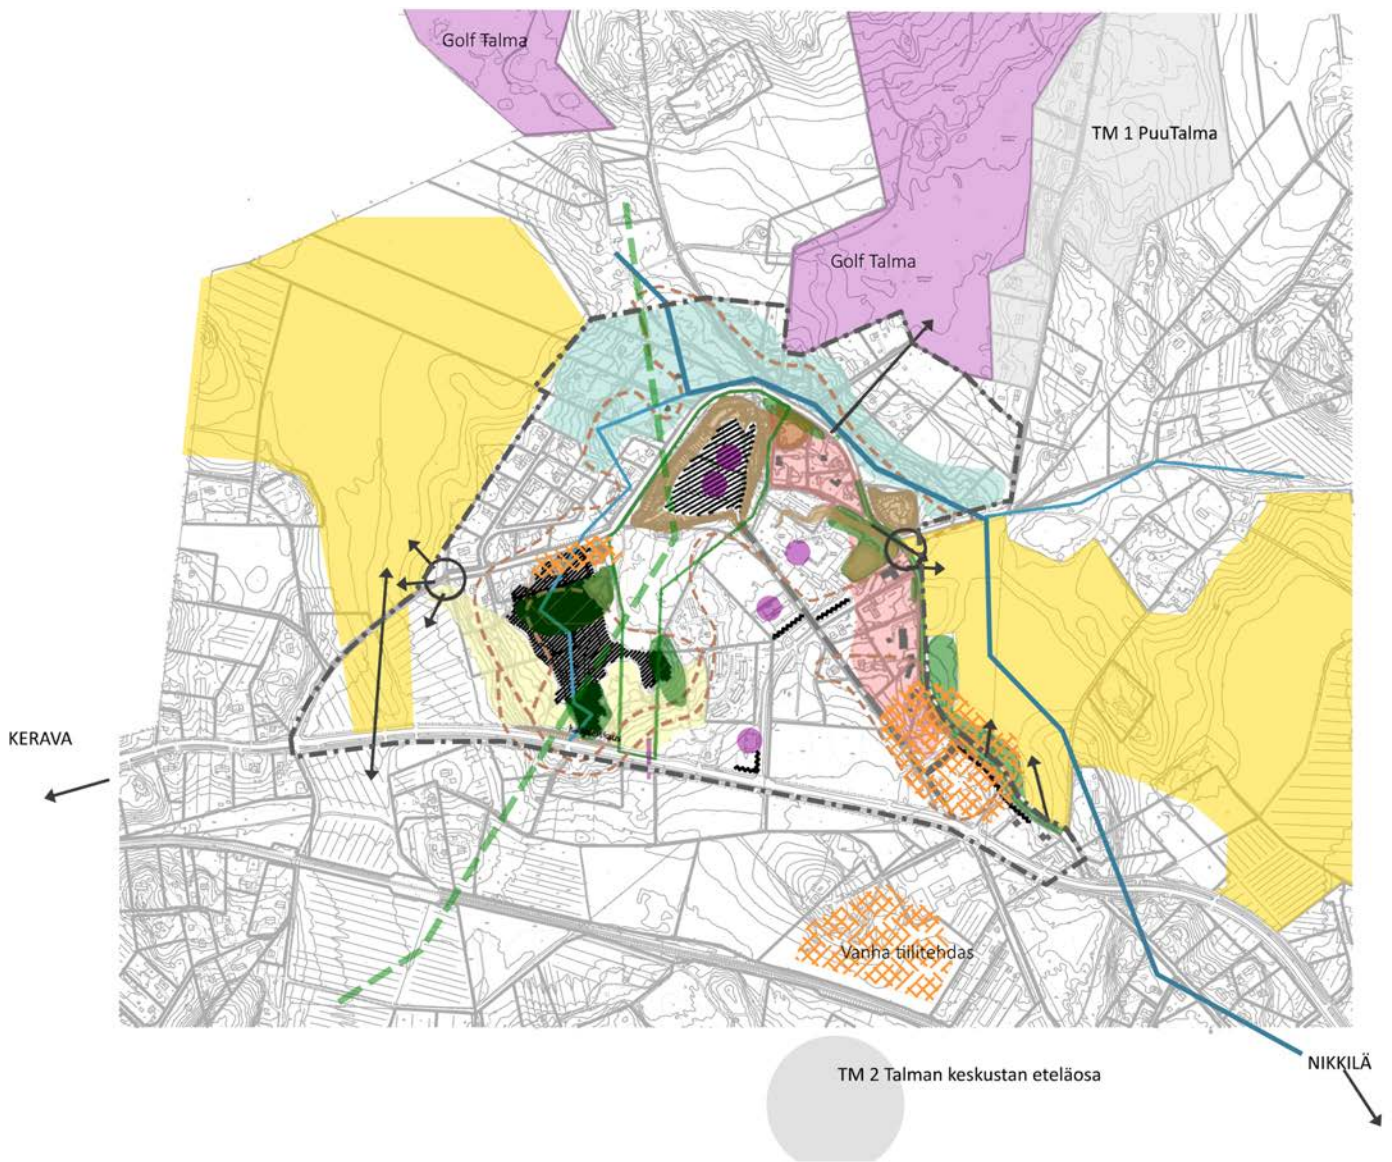 Golf Talma
TM 1 PuuTalma
Golf Talma
KERAVA
Vanha tiilitehdas
NIKKILÄ
TM 2 Talman keskustan eteläosa